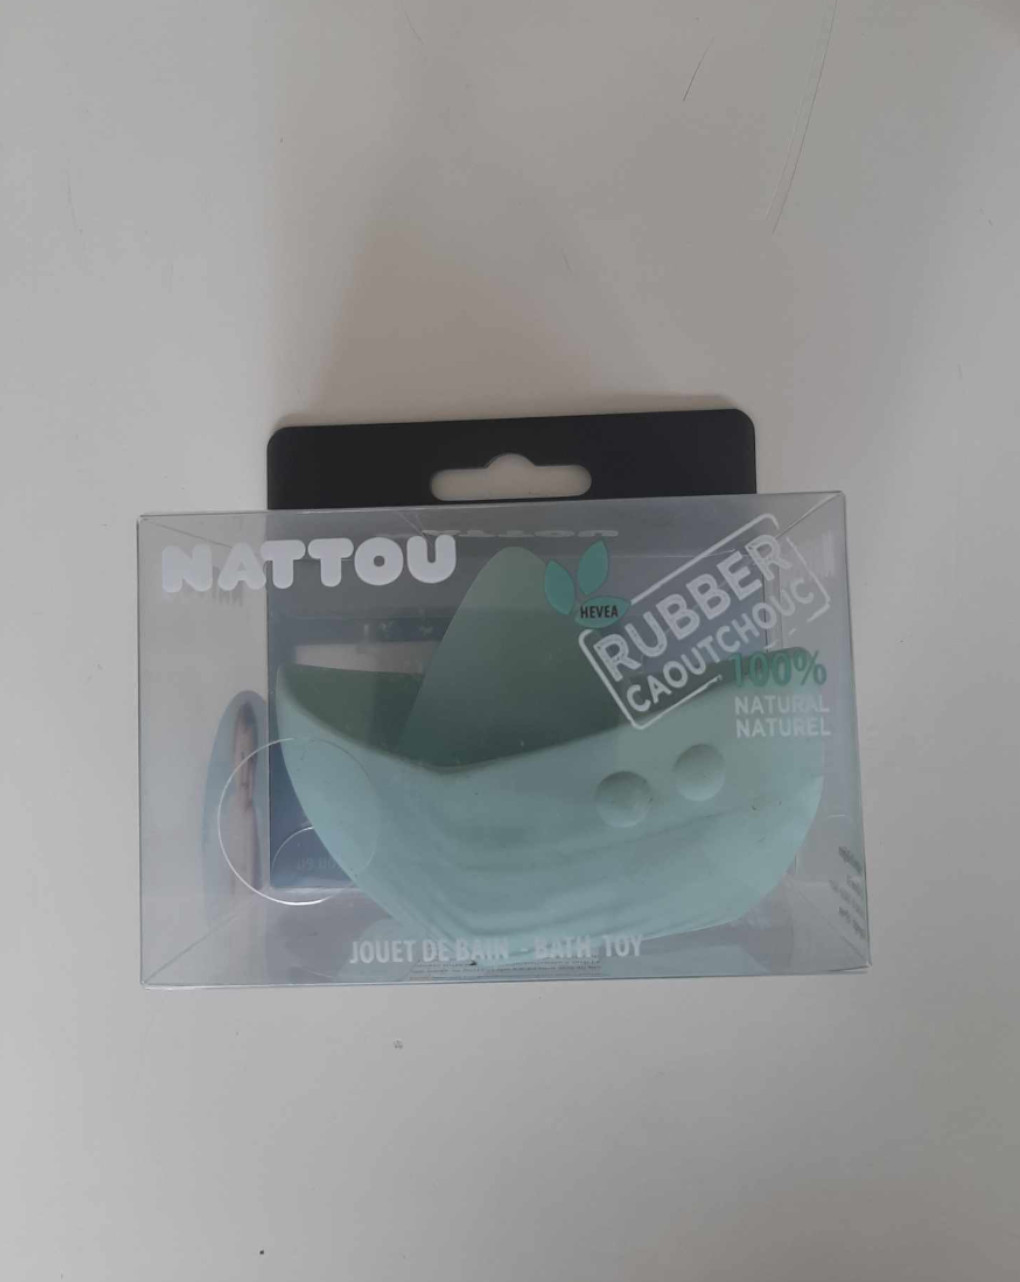 NATTOU
HEVEA
RUBBER
CAOUTCHOUC
100%
NATURAL
NATUREL
JOUET DE BAIN - BATH TOY